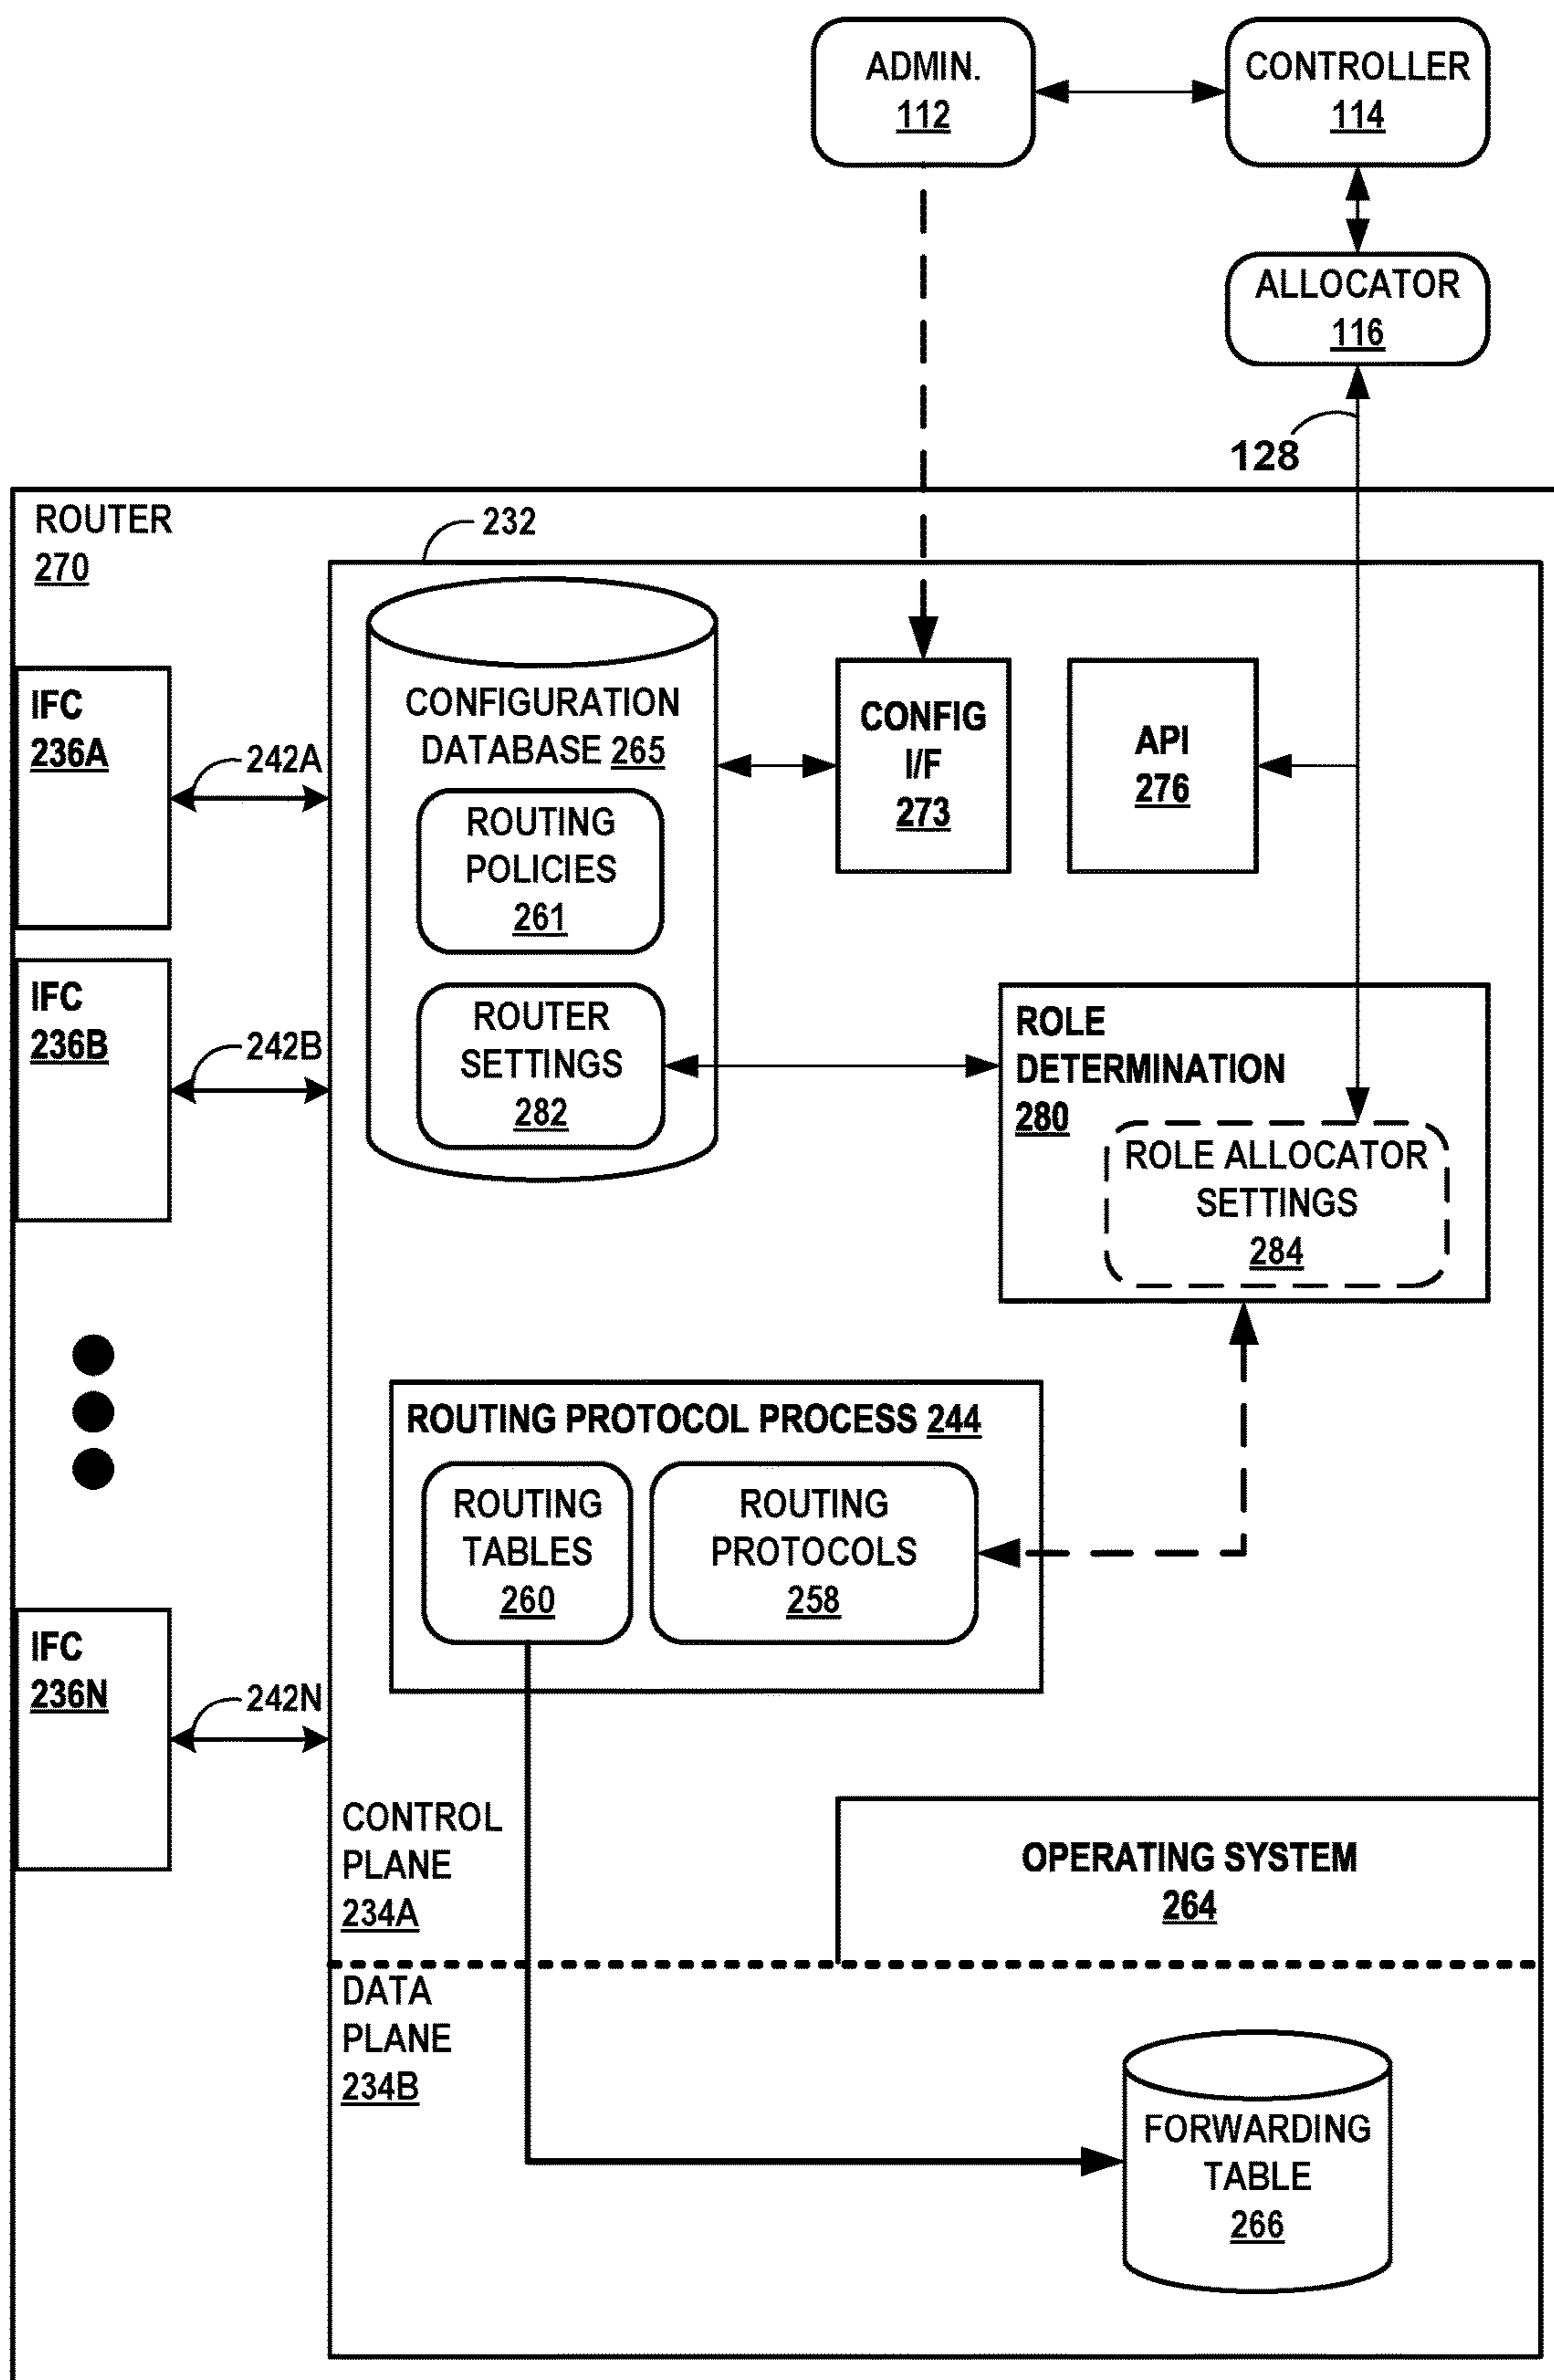 ADMIN.
112
CONTROLLER
114
ALLOCATOR
116
128
ROUTER
270
232
IFC
236A
242A
CONFIGURATION
DATABASE 265
ROUTING
POLICIES
261
ROUTER
SETTINGS
282
CONFIG
I/F
273
API
276
IFC
236B
242B
ROLE
DETERMINATION
280
ROLE ALLOCATOR
SETTINGS
284
ROUTING PROTOCOL PROCESS 244
ROUTING
TABLES
260
ROUTING
PROTOCOLS
258
IFC
236N
242N
CONTROL
PLANE
234A
OPERATING SYSTEM
264
DATA
PLANE
234B
FORWARDING
TABLE
266